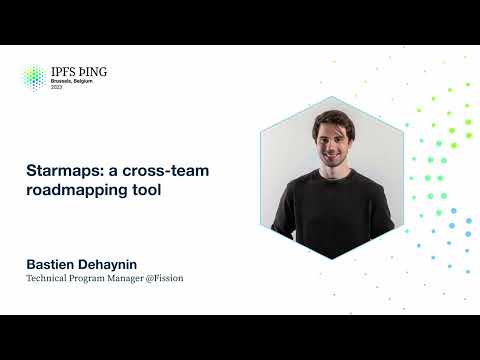 IPFS ÞING
Brussels, Belgium
2023
Starmaps: a cross-team
roadmapping tool
Bastien Dehaynin
Technical Program Manager @Fission